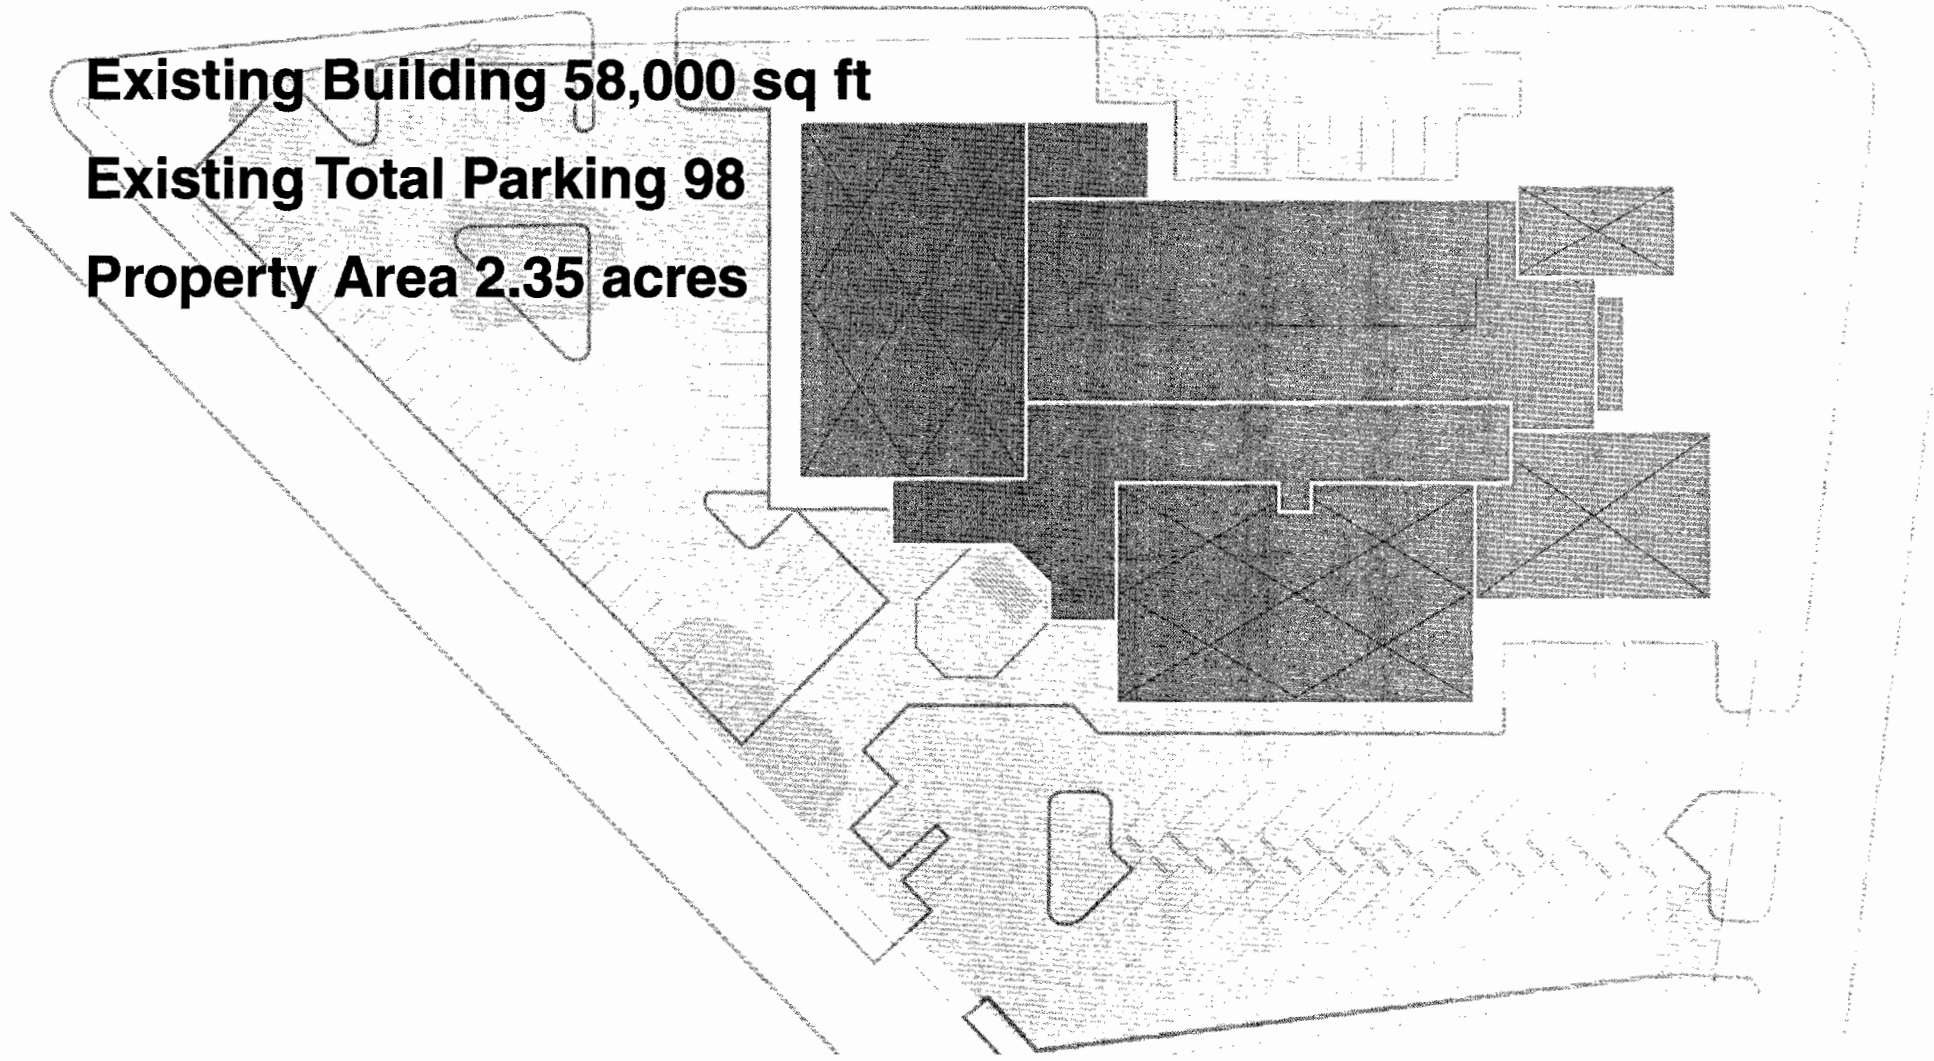 Existing Building 58,000 sq ft
Existing Total Parking 98
Property Area 2.35 acres